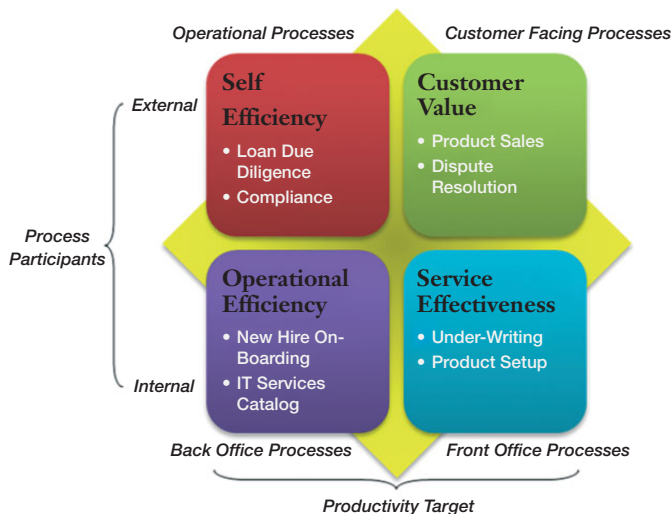 Operational Processes
Customer Facing Processes
External
Self
Efficiency
• Loan Due
Diligence
• Compliance
Customer
Value
• Product Sales
• Dispute
Resolution
Process
Participants
Operational
Efficiency
• New Hire On-
Boarding
• IT Services
Catalog
Service
Effectiveness
• Under-Writing
• Product Setup
Internal
Back Office Processes
Front Office Processes
Productivity Target